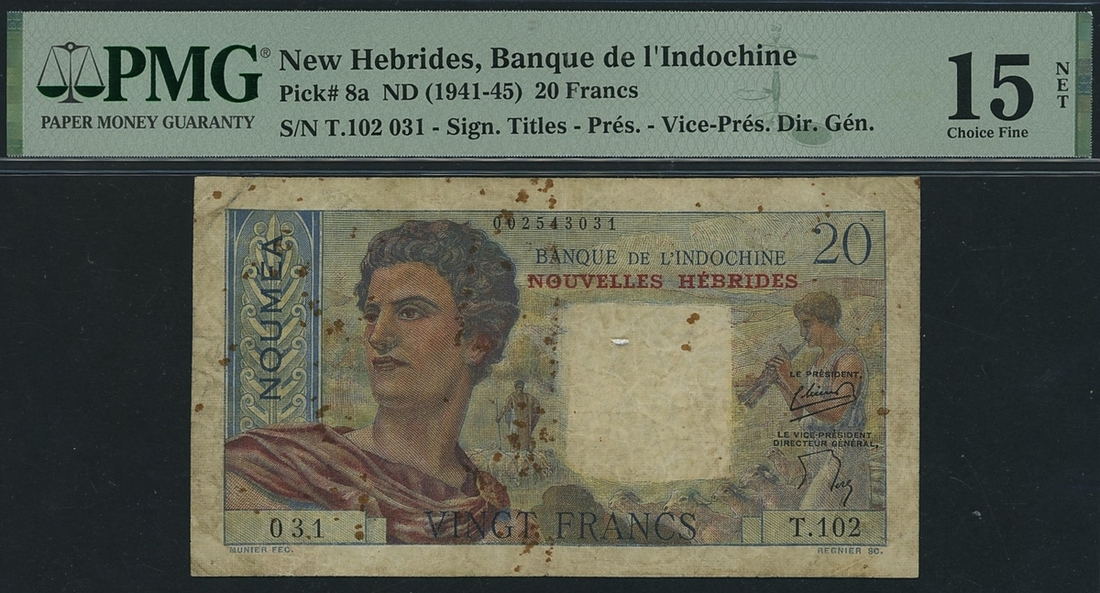 PMG®
PAPER MONEY GUARANTY
New Hebrides, Banque de l'Indochine
Pick# 8a ND (1941-45) 20 Francs
S/N T.102 031 - Sign. Titles - Prés. - Vice-Prés. Dir. Gén.
15
NET
Choice Fine
002543031
20
BANQUE DE L'INDOCHINE
NOUVELLES HÉBRIDES
NOUMEA
LE PRÉSIDENT,
LE VICE-PRÉSIDENT
DIRECTEUR GÉNÉRAL,
031
VINGT FRANCS
T.102
MUNIER FEC.
REGNIER SC.